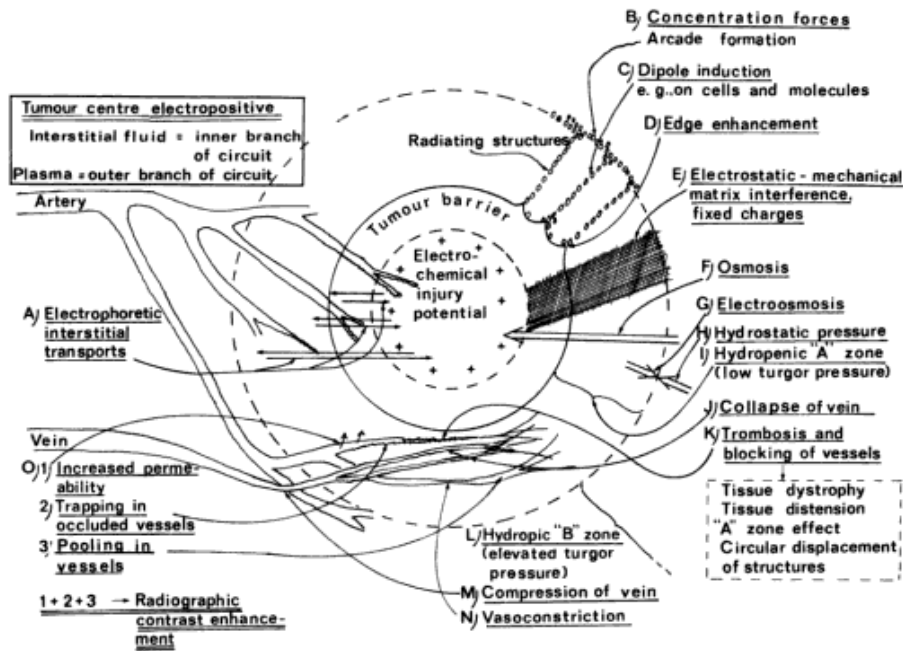 B) Concentration forces
Arcade formation
C) Dipole induction
e. g., on cells and molecules
D) Edge enhancement
Tumour centre electropositive
Interstitial fluid = inner branch
of circuit
Plasma = outer branch of circuit
Radiating structures
E) Electrostatic - mechanical
matrix interference,
fixed charges
Artery
Tumour barrier
Electro-
chemical
injury
potential
F) Osmosis
G) Electroosmosis
A) Electrophoretic
interstitial
transports
H) Hydrostatic pressure
I) Hydropenic "A" zone
(low turgor pressure)
J) Collapse of vein
K) Trombosis and
blocking of vessels
Vein
O) 1) Increased perme-
ability
2) Trapping in
occluded vessels
3) Pooling in
vessels
Tissue dystrophy
Tissue distension
"A" zone effect
Circular displacement
of structures
L) Hydropic "B" zone
(elevated turgor
pressure)
M) Compression of vein
N) Vasoconstriction
1+2+3 → Radiographic
contrast enhance-
ment